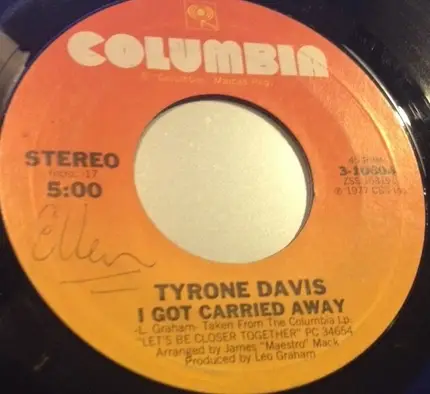 COLUMBIA
STEREO
5:00
45 RPM
3-10604
℗ 1977 CBS Inc.
Ellen
TYRONE DAVIS
I GOT CARRIED AWAY
-L. Graham- Taken From The Columbia Lp.
"LET'S BE CLOSER TOGETHER" PC 34654
Arranged by James "Maestro" Mack
Produced by Leo Graham